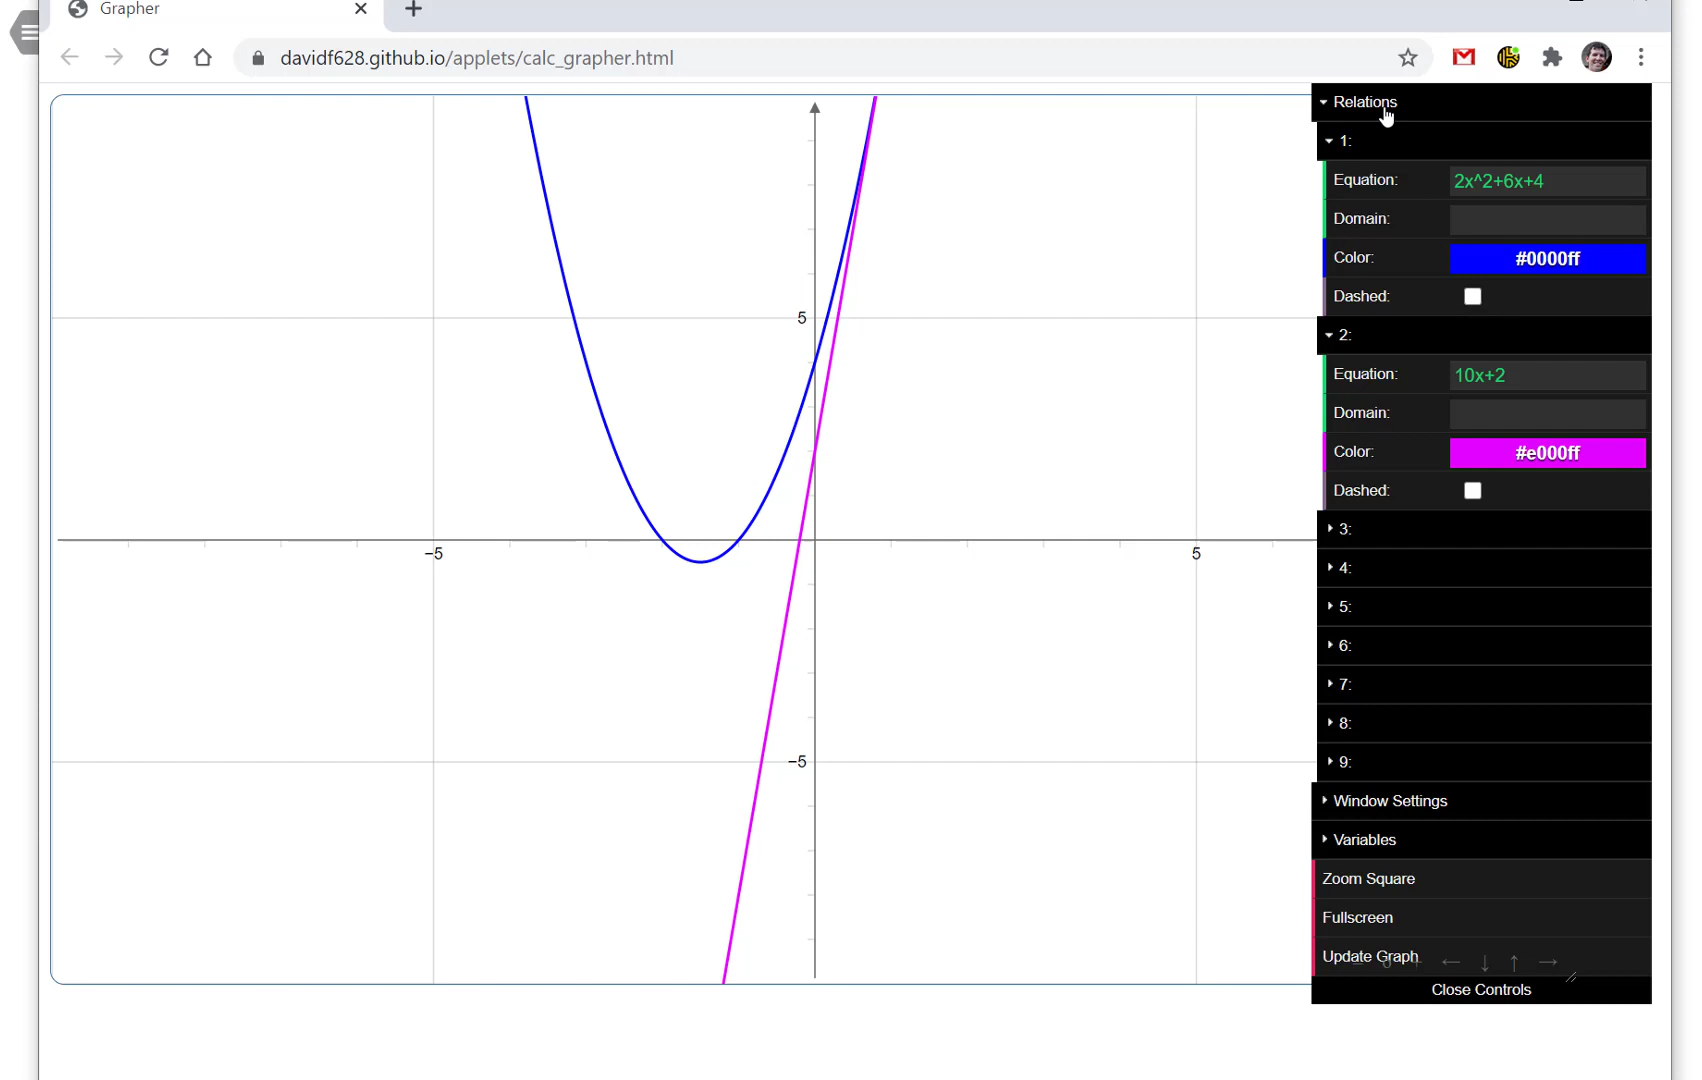 Grapher
davidf628.github.io/applets/calc_grapher.html
Relations
1:
Equation: 2x^2+6x+4
Domain:
Color: #0000ff
Dashed:
2:
Equation: 10x+2
Domain:
Color: #e000ff
Dashed:
3:
4:
5:
6:
7:
8:
9:
Window Settings
Variables
Zoom Square
Fullscreen
Update Graph
Close Controls
5
−5
5
−5